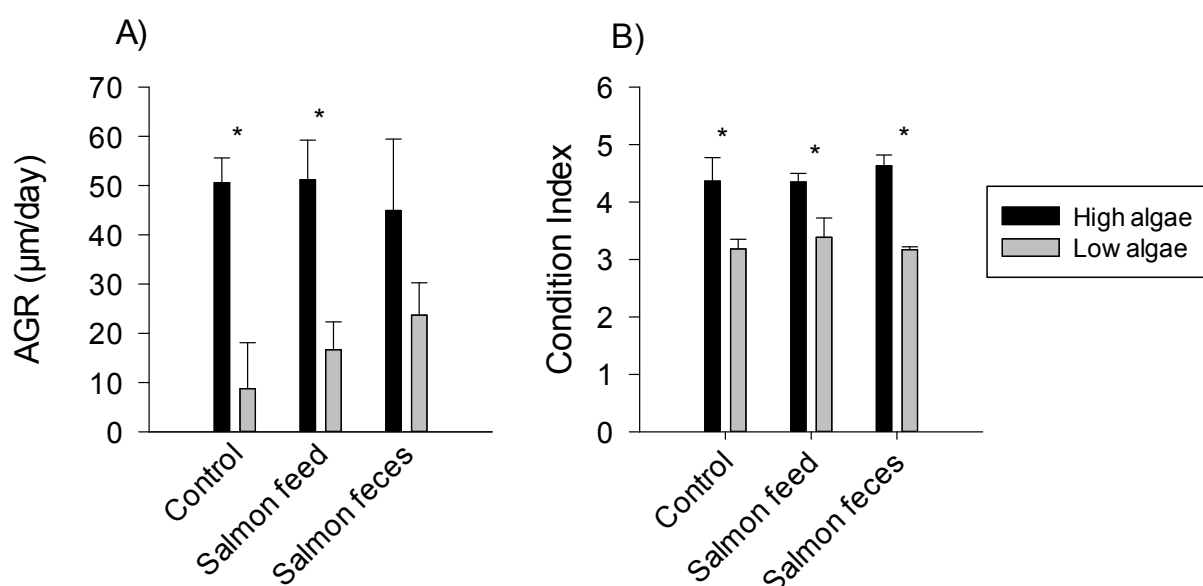 A)
70
60
50
40
30
20
10
0
AGR (µm/day)
*
*
Control
Salmon feed
Salmon feces
B)
6
5
4
3
2
1
0
Condition Index
*
*
*
Control
Salmon feed
Salmon feces
High algae
Low algae